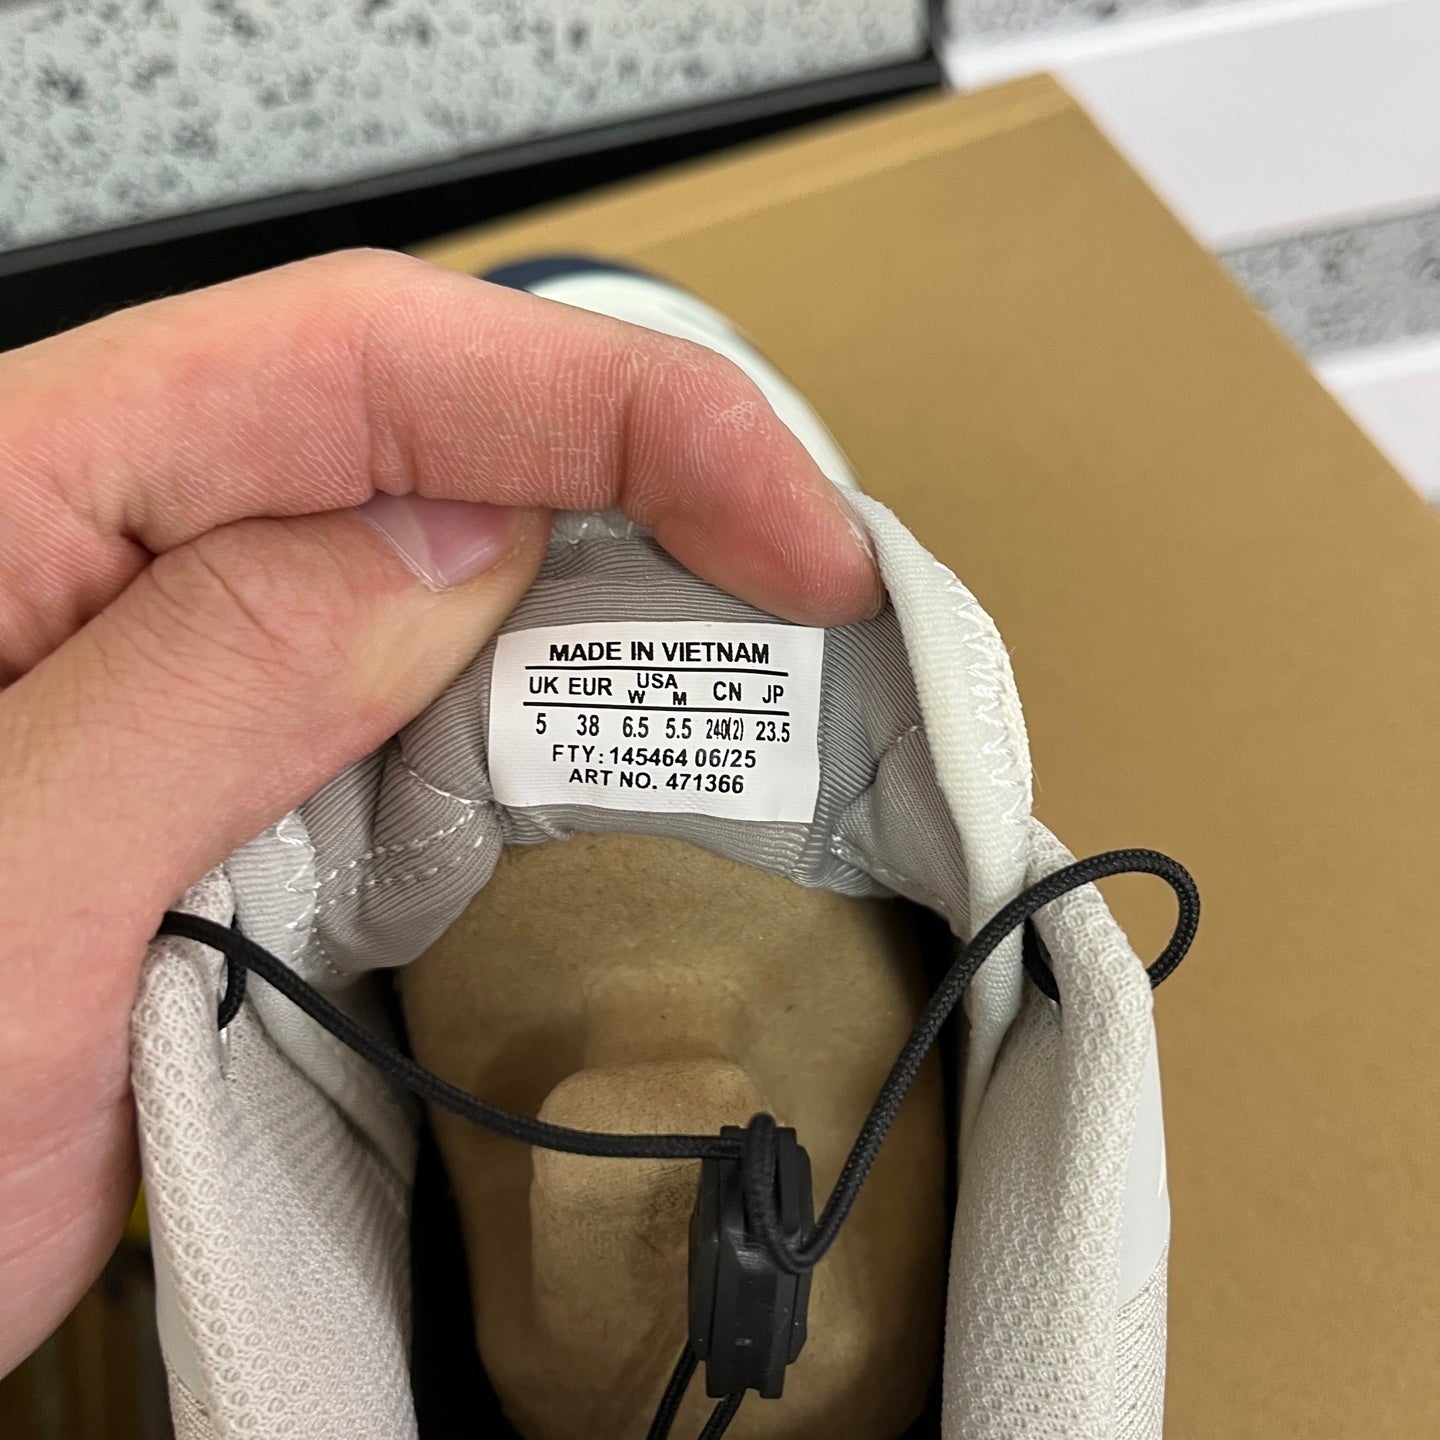 MADE IN VIETNAM
UK EUR USA W M CN JP
5 38 6.5 5.5 240(2) 23.5
FTY: 145464 06/25
ART NO. 471366